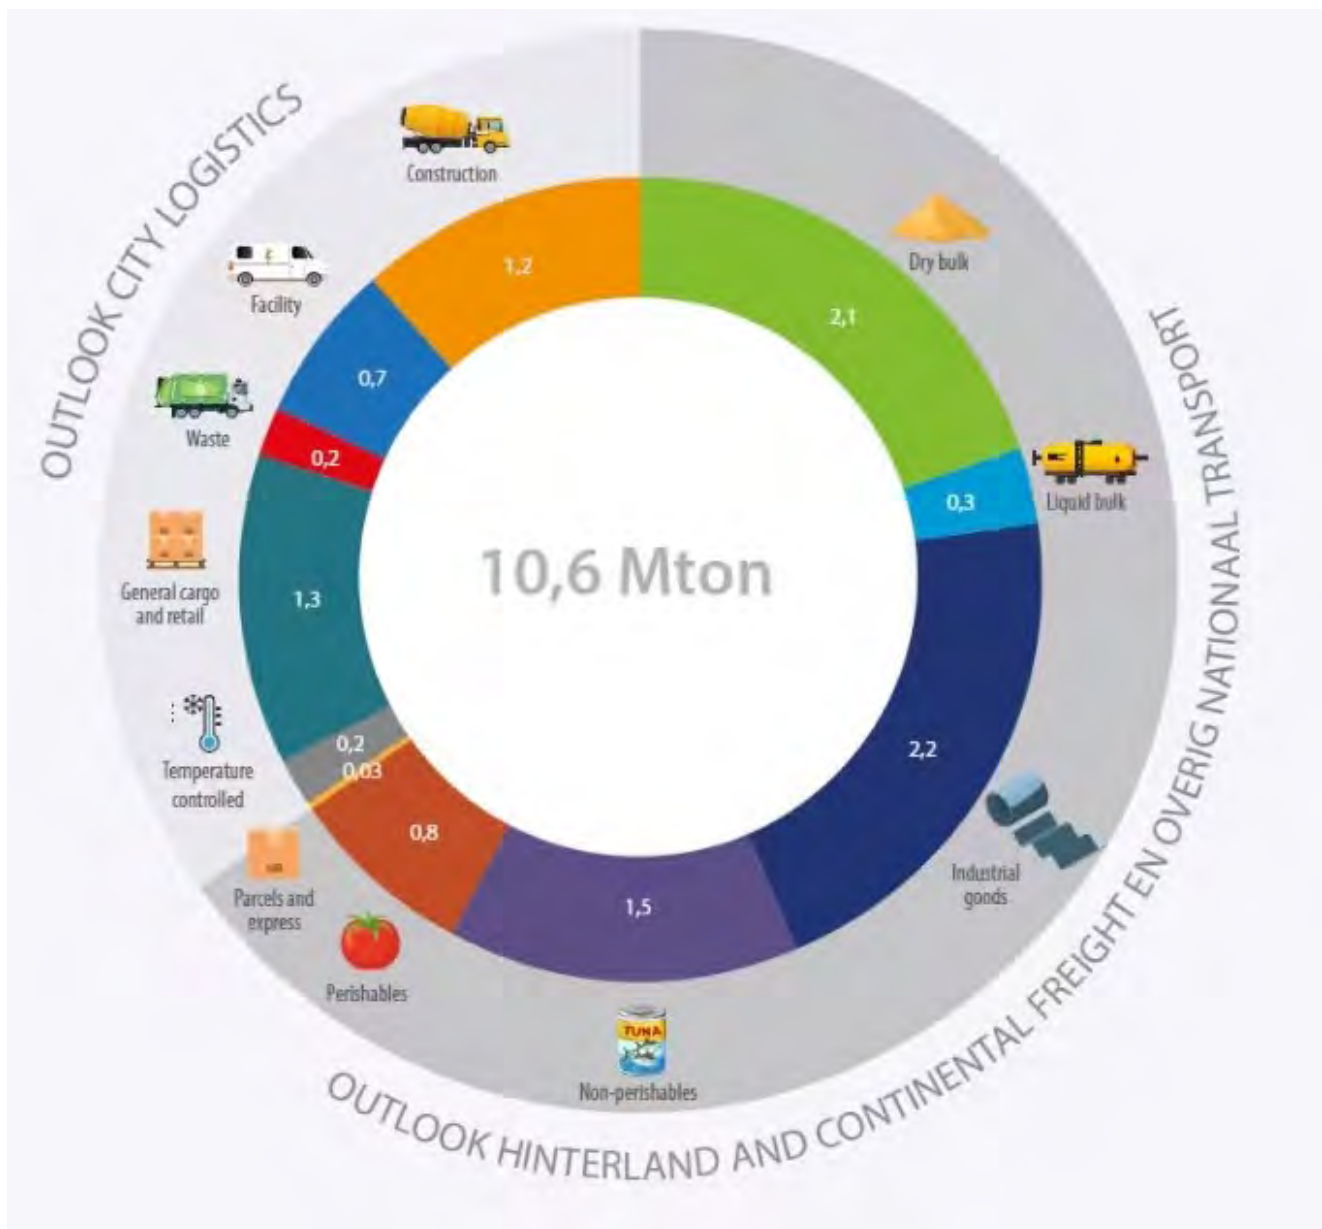 OUTLOOK CITY LOGISTICS
Construction
Facility
Waste
General cargo
and retail
Temperature
controlled
Parcels and
express
Perishables
Non-perishables
Industrial
goods
Liquid bulk
Dry bulk
1,2
0,7
0,2
1,3
0,2
0,03
0,8
1,5
2,2
0,3
2,1
10,6 Mton
TUNA
OUTLOOK HINTERLAND AND CONTINENTAL FREIGHT EN OVERIG NATIONAAL TRANSPORT